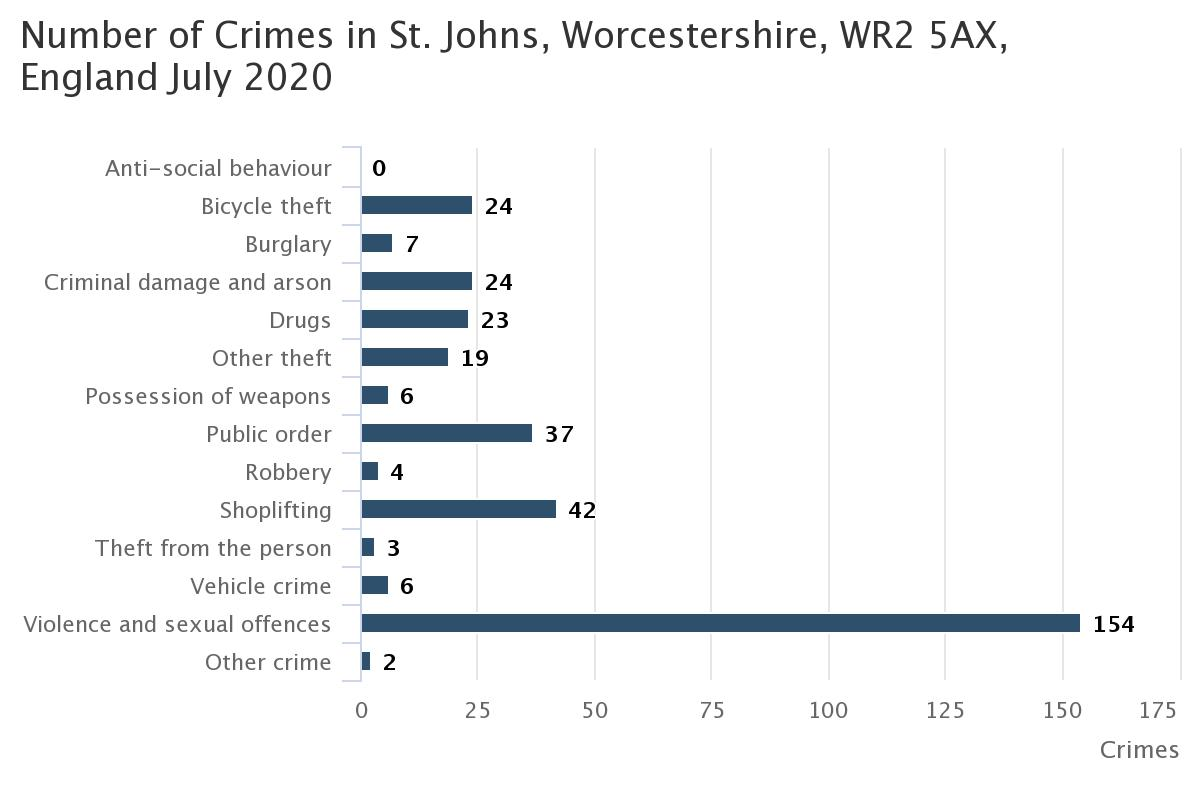 Number of Crimes in St. Johns, Worcestershire, WR2 5AX,
England July 2020
Anti-social behaviour 0
Bicycle theft 24
Burglary 7
Criminal damage and arson 24
Drugs 23
Other theft 19
Possession of weapons 6
Public order 37
Robbery 4
Shoplifting 42
Theft from the person 3
Vehicle crime 6
Violence and sexual offences 154
Other crime 2
0 25 50 75 100 125 150 175
Crimes